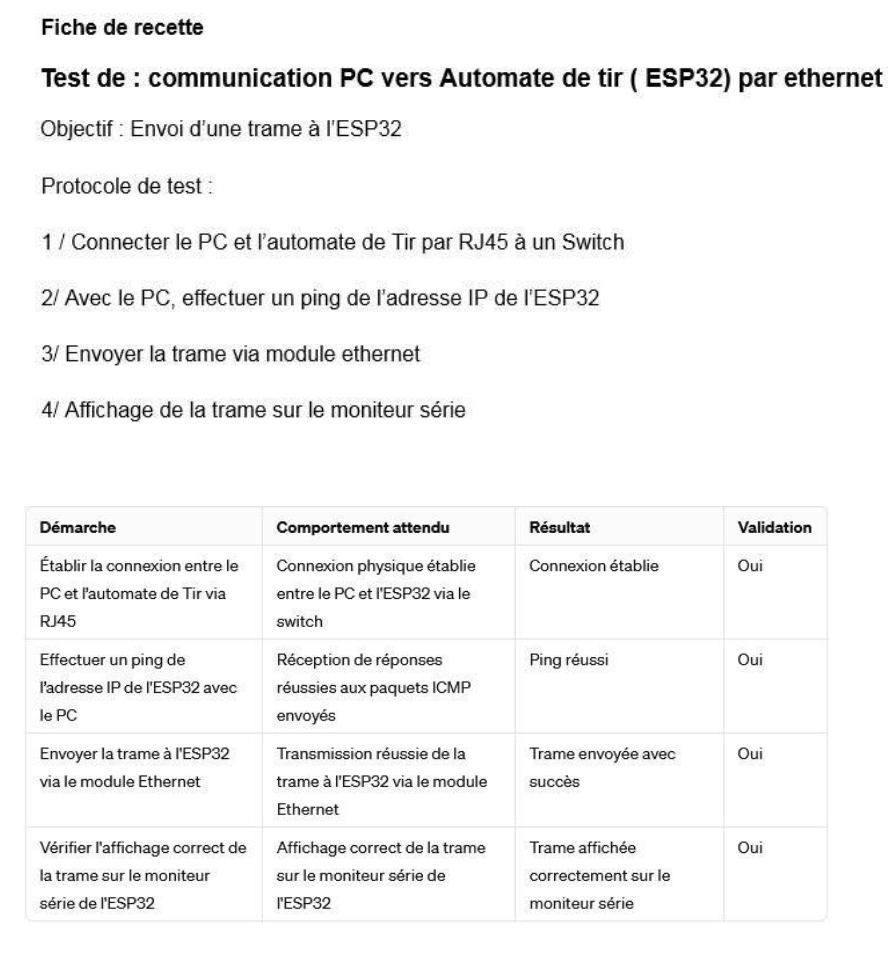 Fiche de recette
Test de : communication PC vers Automate de tir ( ESP32) par ethernet
Objectif : Envoi d’une trame à l’ESP32
Protocole de test :
1 / Connecter le PC et l’automate de Tir par RJ45 à un Switch
2/ Avec le PC, effectuer un ping de l’adresse IP de l’ESP32
3/ Envoyer la trame via module ethernet
4/ Affichage de la trame sur le moniteur série
Démarche Comportement attendu Résultat Validation
Établir la connexion entre le Connexion physique établie Connexion établie Oui
PC et l'automate de Tir via entre le PC et l'ESP32 via le
RJ45 switch
Effectuer un ping de Réception de réponses Ping réussi Oui
l'adresse IP de l'ESP32 avec réussies aux paquets ICMP
le PC envoyés
Envoyer la trame à l'ESP32 Transmission réussie de la Trame envoyée avec Oui
via le module Ethernet trame à l'ESP32 via le module succès
Ethernet
Vérifier l'affichage correct de Affichage correct de la trame Trame affichée Oui
la trame sur le moniteur sur le moniteur série de correctement sur le
série de l'ESP32 l'ESP32 moniteur série